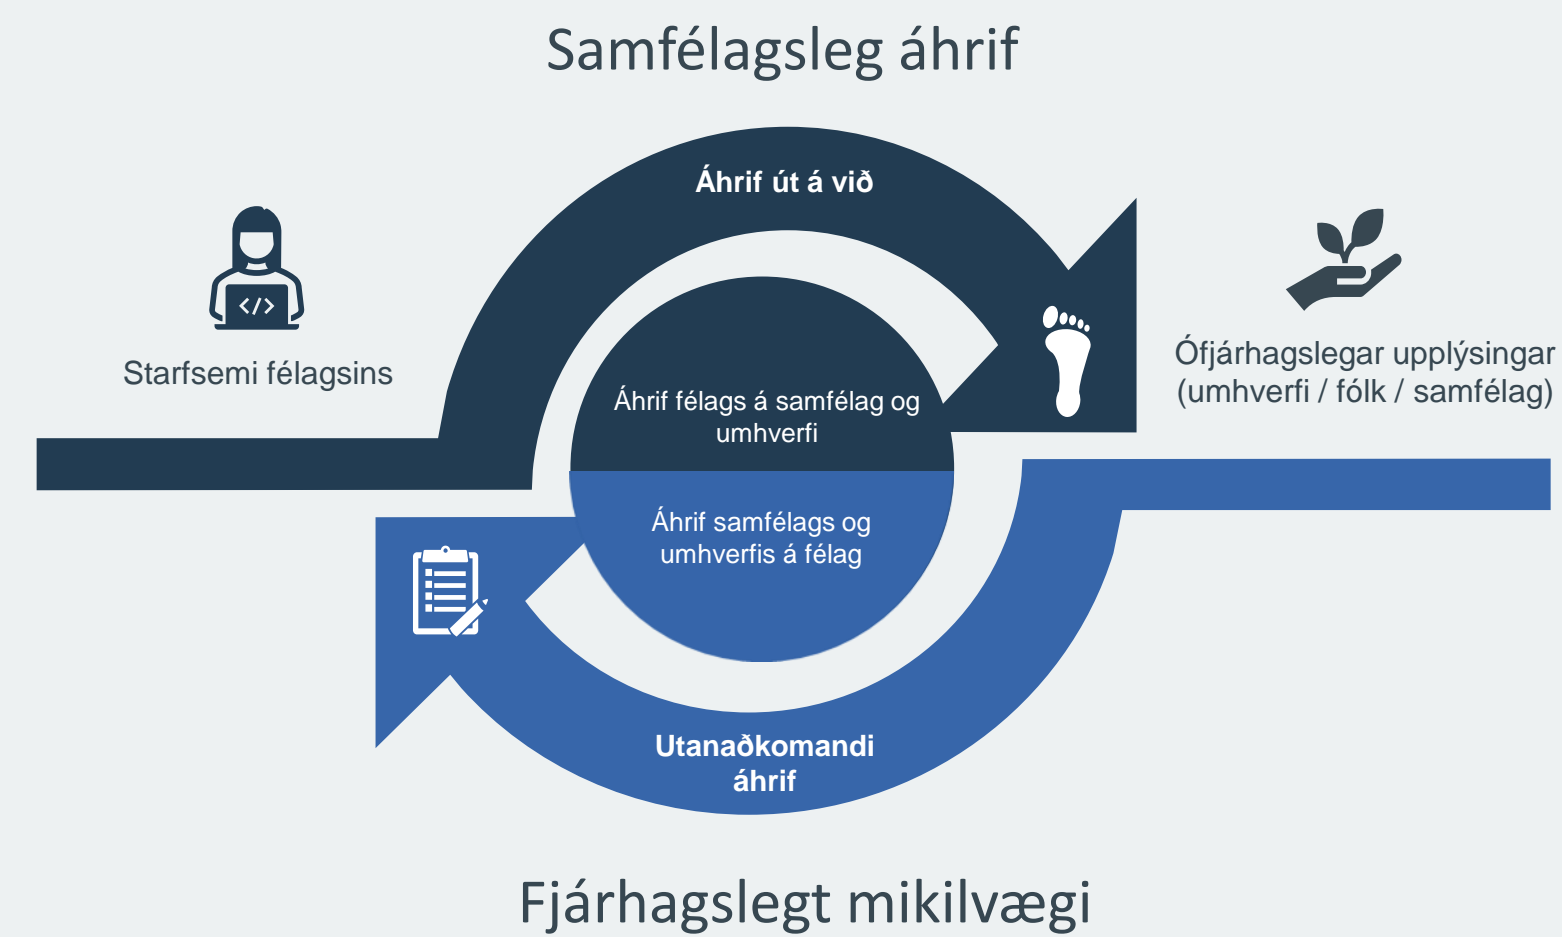 Samfélagsleg áhrif
Áhrif út á við
</>
Starfsemi félagsins
Ófjárhagslegar upplýsingar
(umhverfi / fólk / samfélag)
Áhrif félags á samfélag og
umhverfi
Áhrif samfélags og
umhverfis á félag
Utanaðkomandi
áhrif
Fjárhagslegt mikilvægi